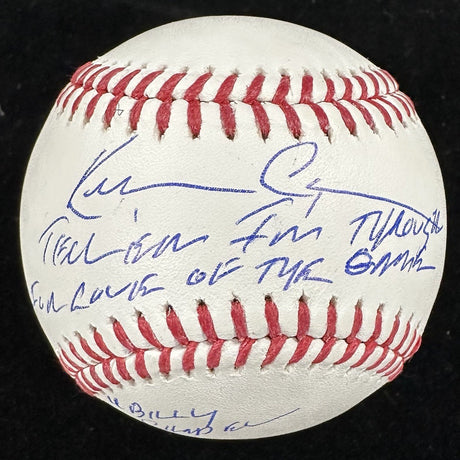 TELL 'EM I'M THROUGH
FOR LOVE OF THE GAME
BILLY